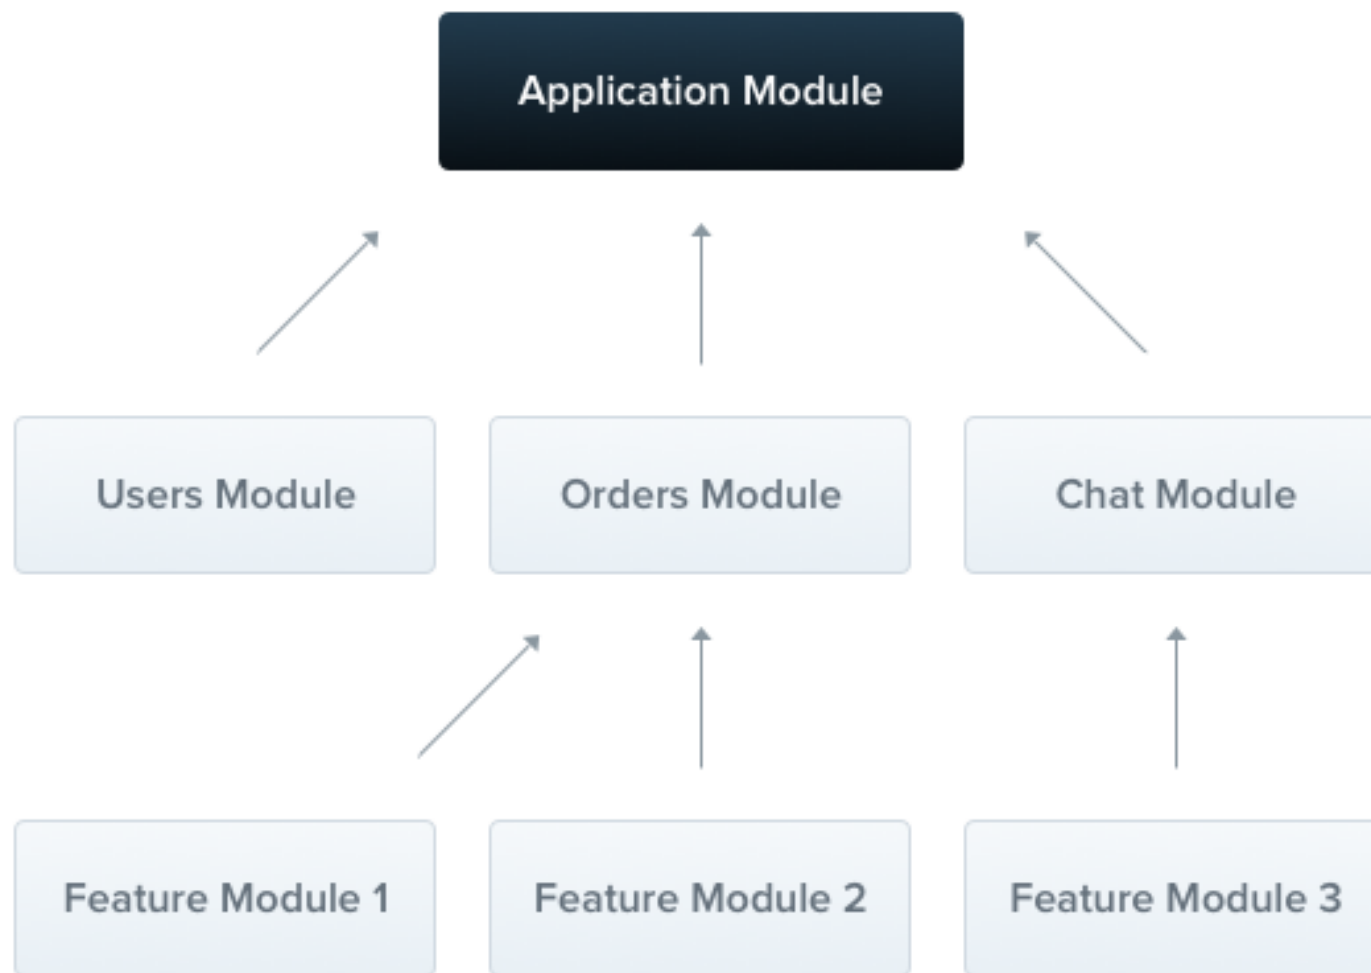 Application Module
Users Module
Orders Module
Chat Module
Feature Module 1
Feature Module 2
Feature Module 3